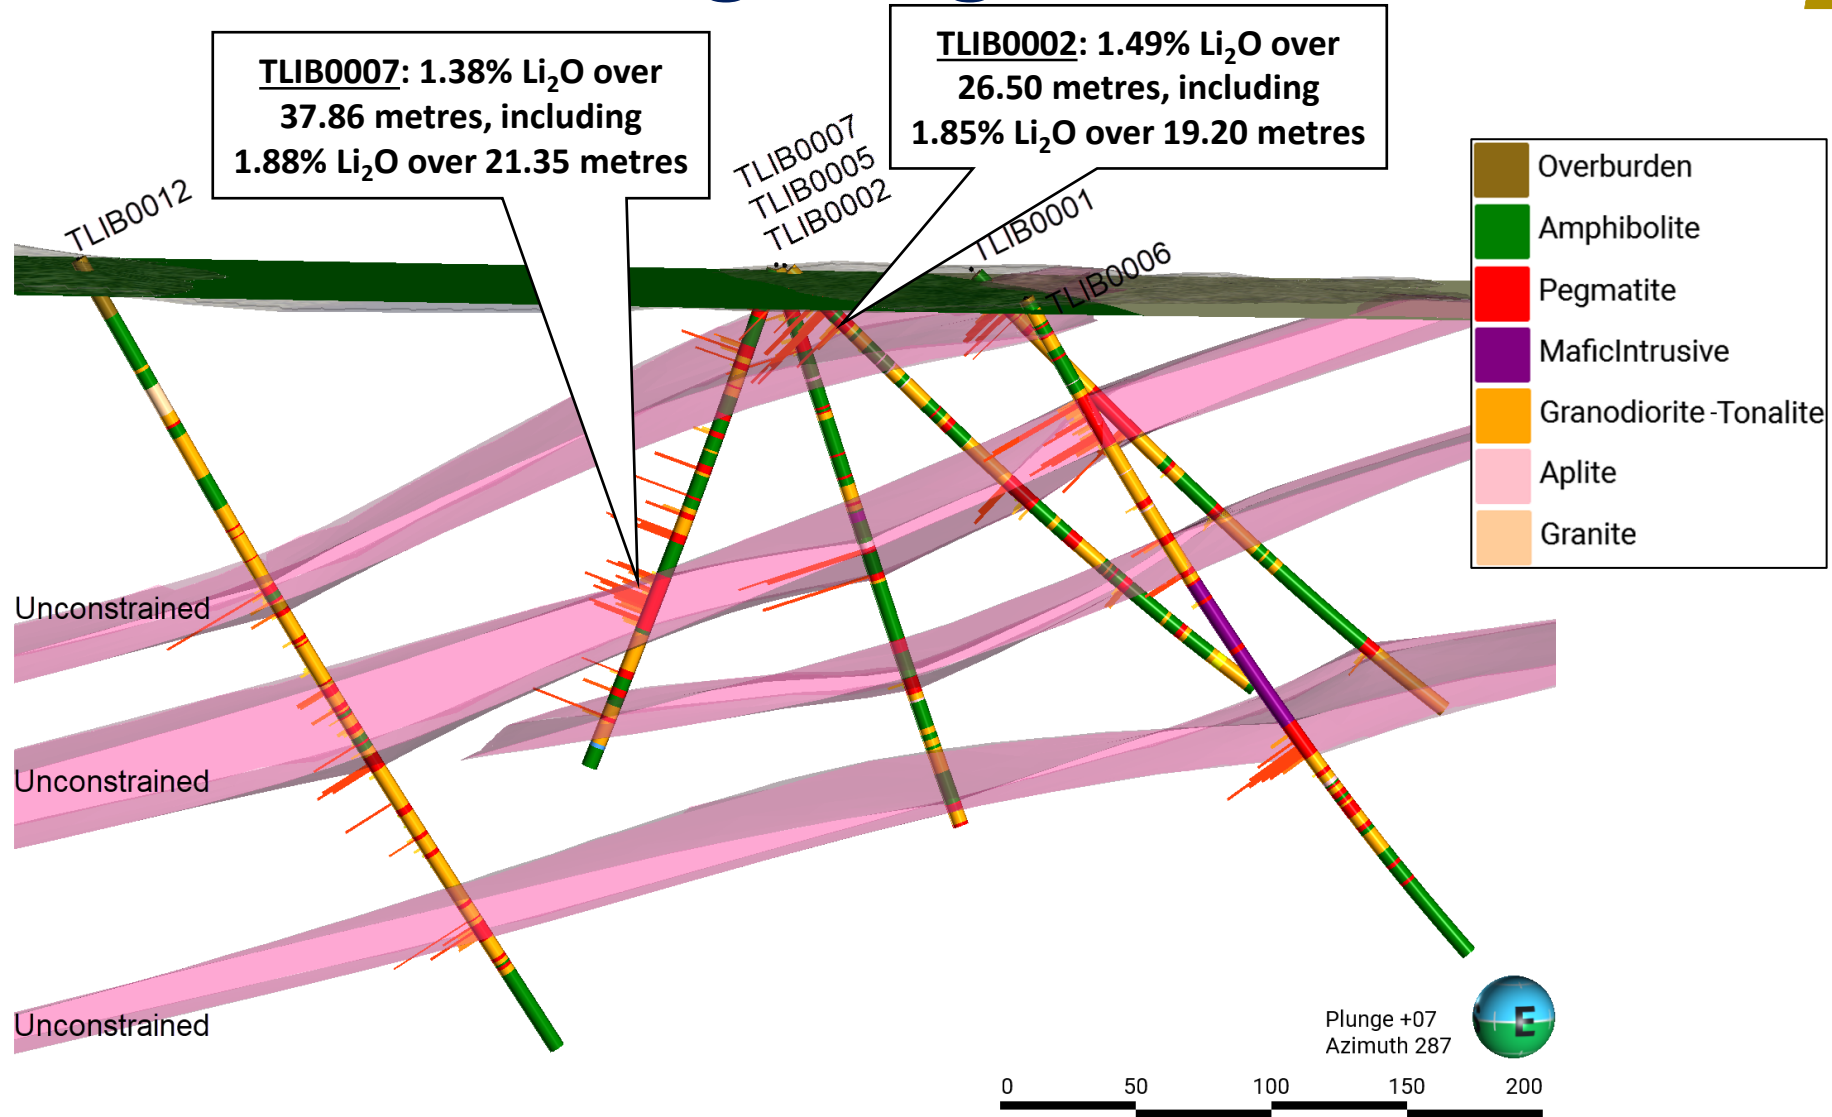 TLIB0007: 1.38% Li₂O over
37.86 metres, including
1.88% Li₂O over 21.35 metres
TLIB0002: 1.49% Li₂O over
26.50 metres, including
1.85% Li₂O over 19.20 metres
TLIB0012
TLIB0007
TLIB0005
TLIB0002
TLIB0001
TLIB0006
Overburden
Amphibolite
Pegmatite
MaficIntrusive
Granodiorite -Tonalite
Aplite
Granite
Unconstrained
Unconstrained
Unconstrained
Plunge +07
Azimuth 287
E
0 50 100 150 200